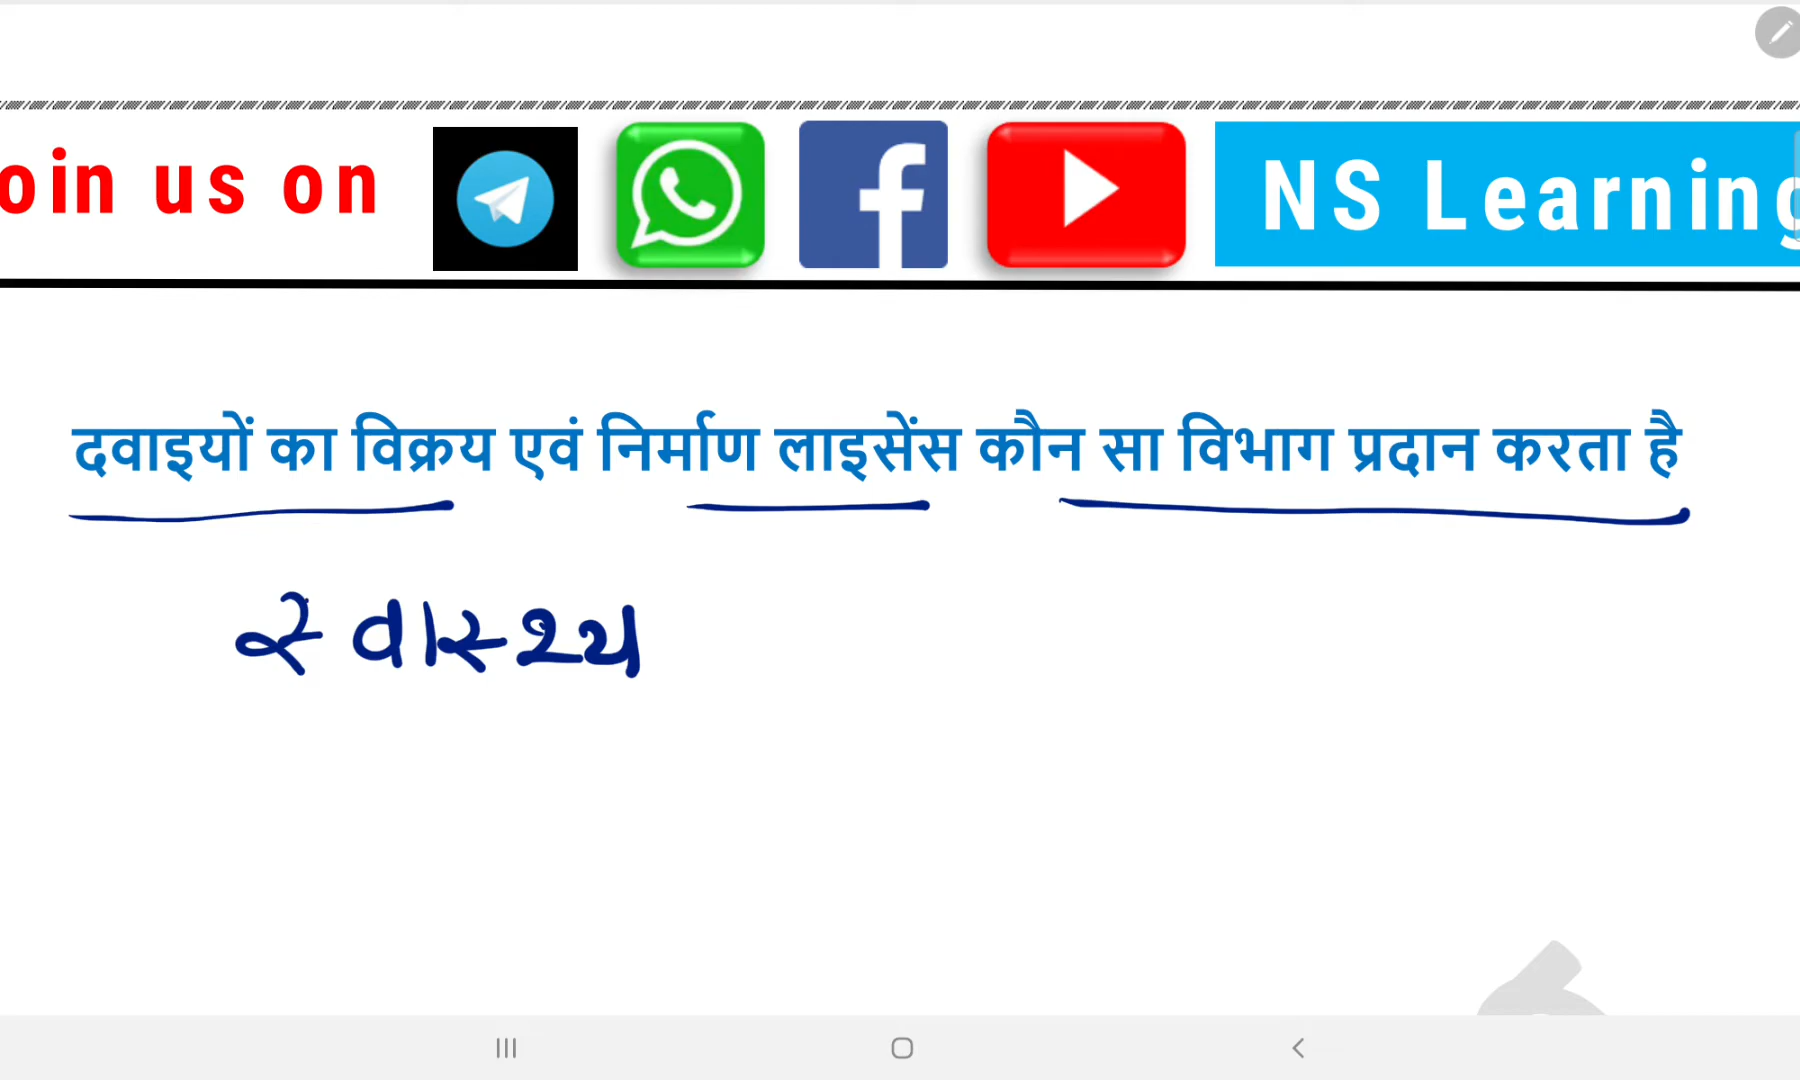 oin us on NS Learning
दवाइयों का विक्रय एवं निर्माण लाइसेंस कौन सा विभाग प्रदान करता है
स्वास्थ्य